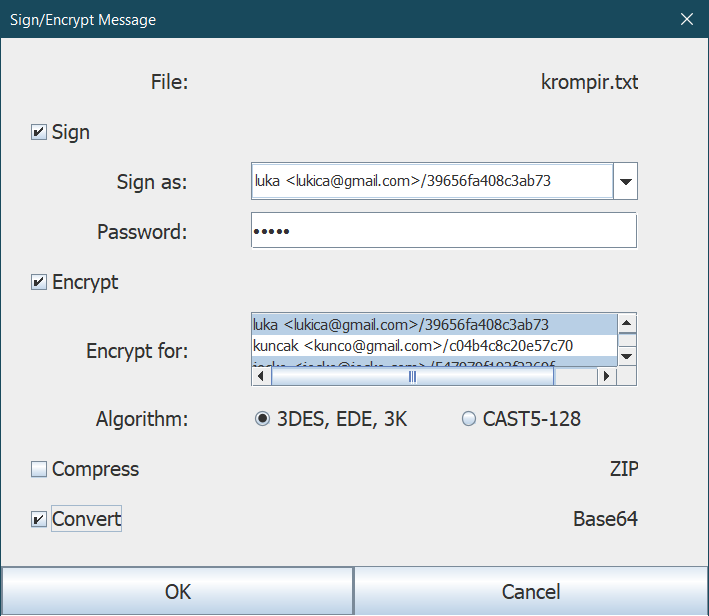 Sign/Encrypt Message
File: krompir.txt
Sign
Sign as: luka <lukica@gmail.com>/39656fa408c3ab73
Password: •••••
Encrypt
luka <lukica@gmail.com>/39656fa408c3ab73
kuncak <kunco@gmail.com>/c04b4c8c20e57c70
Encrypt for:
Algorithm: 3DES, EDE, 3K CAST5-128
Compress ZIP
Convert Base64
OK Cancel